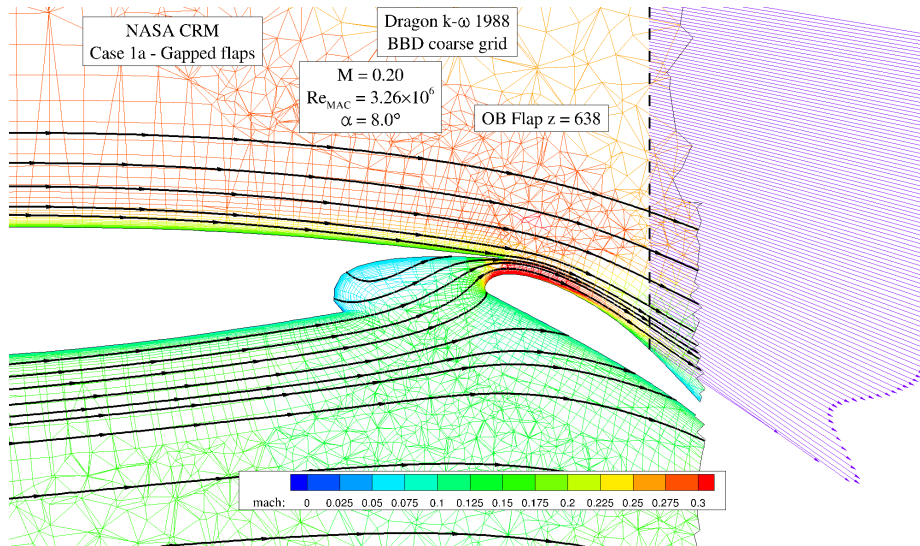 NASA CRM
Case 1a - Gapped flaps
Dragon k-ω 1988
BBD coarse grid
M = 0.20
Re_MAC = 3.26×10⁶
α = 8.0°
OB Flap z = 638
mach: 0 0.025 0.05 0.075 0.1 0.125 0.15 0.175 0.2 0.225 0.25 0.275 0.3